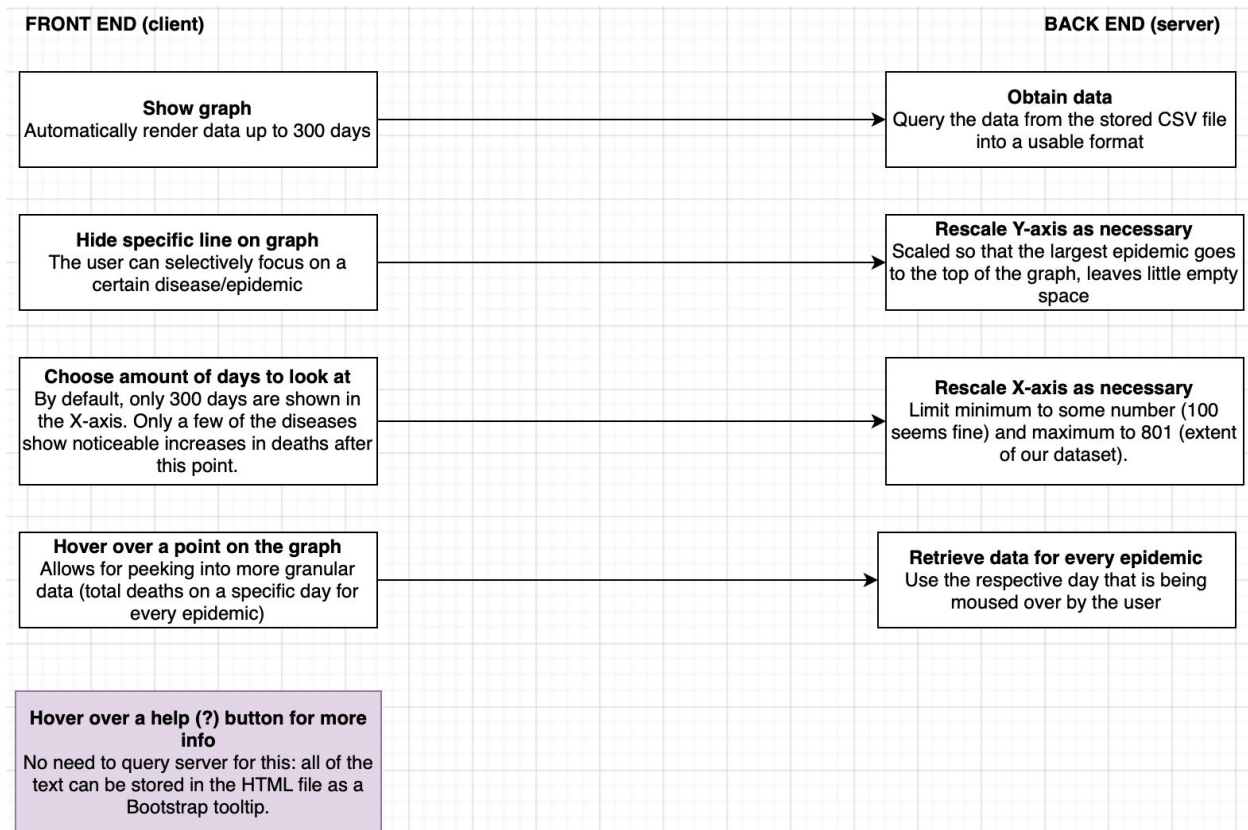 FRONT END (client)
BACK END (server)
Show graph
Automatically render data up to 300 days
Obtain data
Query the data from the stored CSV file
into a usable format
Hide specific line on graph
The user can selectively focus on a
certain disease/epidemic
Rescale Y-axis as necessary
Scaled so that the largest epidemic goes
to the top of the graph, leaves little empty
space
Choose amount of days to look at
By default, only 300 days are shown in
the X-axis. Only a few of the diseases
show noticeable increases in deaths after
this point.
Rescale X-axis as necessary
Limit minimum to some number (100
seems fine) and maximum to 801 (extent
of our dataset).
Hover over a point on the graph
Allows for peeking into more granular
data (total deaths on a specific day for
every epidemic)
Retrieve data for every epidemic
Use the respective day that is being
moused over by the user
Hover over a help (?) button for more
info
No need to query server for this: all of the
text can be stored in the HTML file as a
Bootstrap tooltip.